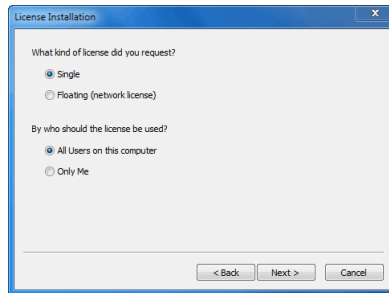 License Installation
x
What kind of license did you request?
Single
Floating (network license)
By who should the license be used?
All Users on this computer
Only Me
< Back Next > Cancel